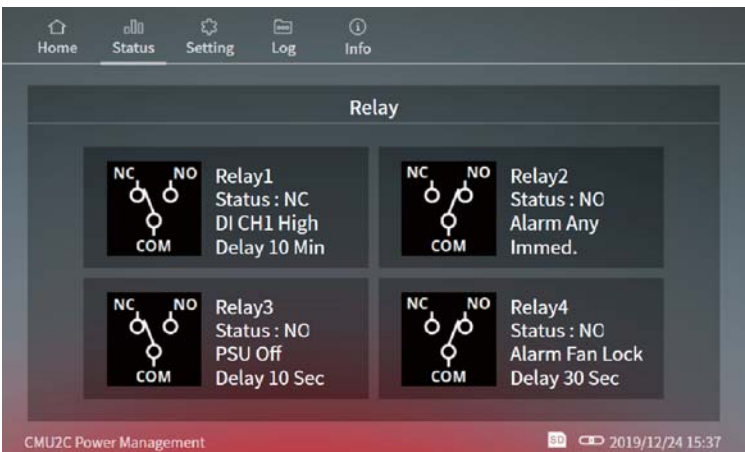 Home
Status
Setting
Log
Info
Relay
NC NO
COM
Relay1
Status : NC
DI CH1 High
Delay 10 Min
NC NO
COM
Relay2
Status : NO
Alarm Any
Immed.
NC NO
COM
Relay3
Status : NO
PSU Off
Delay 10 Sec
NC NO
COM
Relay4
Status : NO
Alarm Fan Lock
Delay 30 Sec
CMU2C Power Management
SD
2019/12/24 15:37